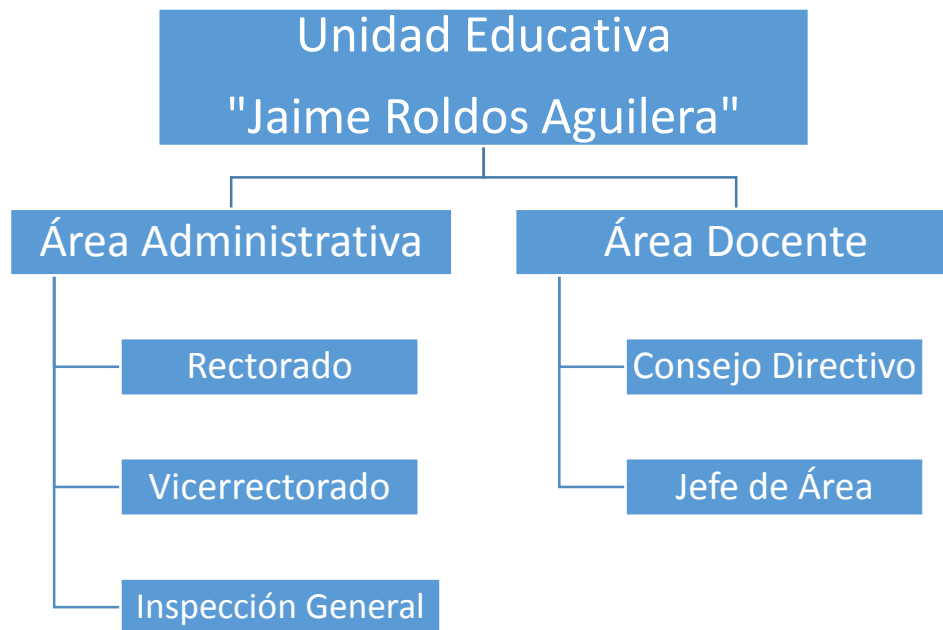 Unidad Educativa
"Jaime Roldos Aguilera"
Área Administrativa
Rectorado
Vicerrectorado
Inspección General
Área Docente
Consejo Directivo
Jefe de Área